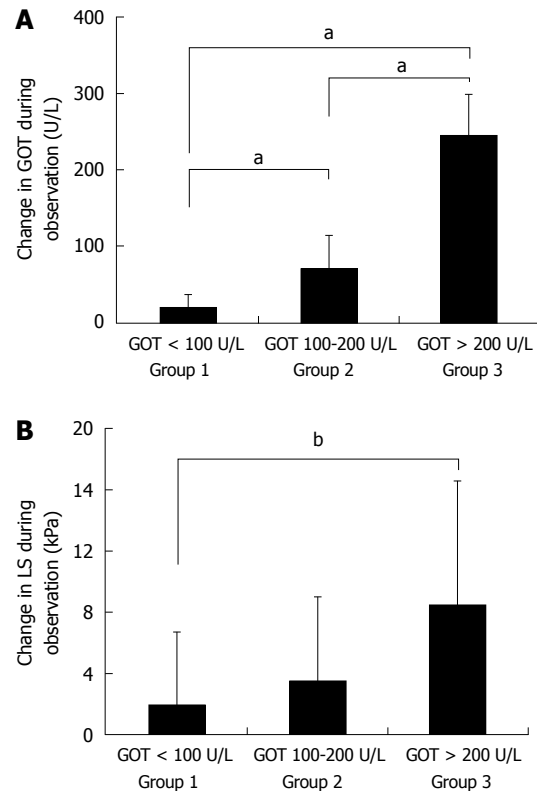 A
400
300
200
100
0
Change in GOT during
observation (U/L)
a
a
a
GOT < 100 U/L
GOT 100-200 U/L
GOT > 200 U/L
Group 1
Group 2
Group 3
B
20
14
12
8
4
0
Change in LS during
observation (kPa)
b
GOT < 100 U/L
GOT 100-200 U/L
GOT > 200 U/L
Group 1
Group 2
Group 3